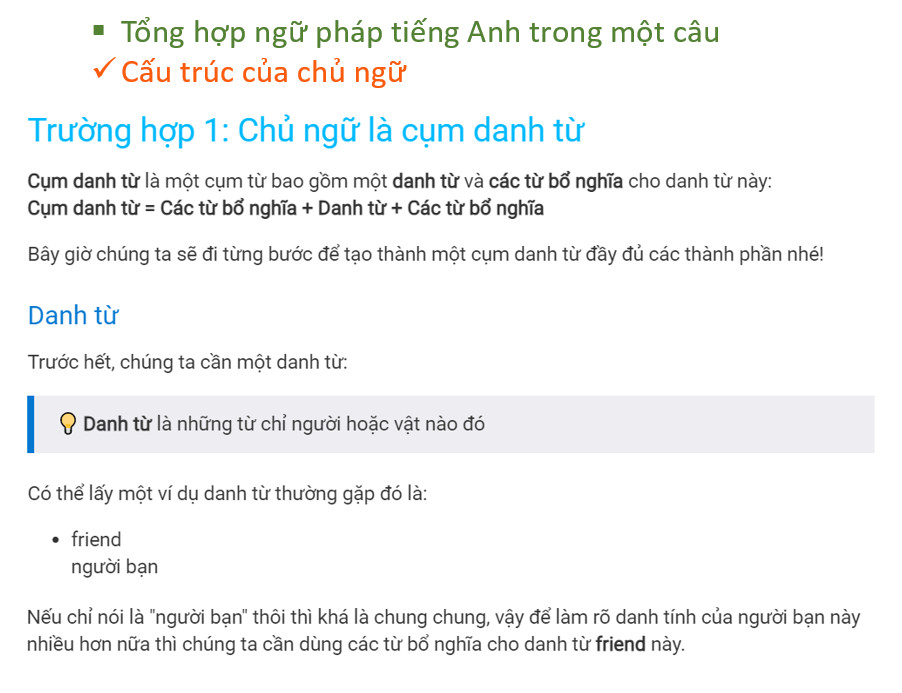 Tổng hợp ngữ pháp tiếng Anh trong một câu
Cấu trúc của chủ ngữ
Trường hợp 1: Chủ ngữ là cụm danh từ
Cụm danh từ là một cụm từ bao gồm một danh từ và các từ bổ nghĩa cho danh từ này:
Cụm danh từ = Các từ bổ nghĩa + Danh từ + Các từ bổ nghĩa
Bây giờ chúng ta sẽ đi từng bước để tạo thành một cụm danh từ đầy đủ các thành phần nhé!
Danh từ
Trước hết, chúng ta cần một danh từ:
Danh từ là những từ chỉ người hoặc vật nào đó
Có thể lấy một ví dụ danh từ thường gặp đó là:
friend
người bạn
Nếu chỉ nói là "người bạn" thôi thì khá là chung chung, vậy để làm rõ danh tính của người bạn này
nhiều hơn nữa thì chúng ta cần dùng các từ bổ nghĩa cho danh từ friend này.